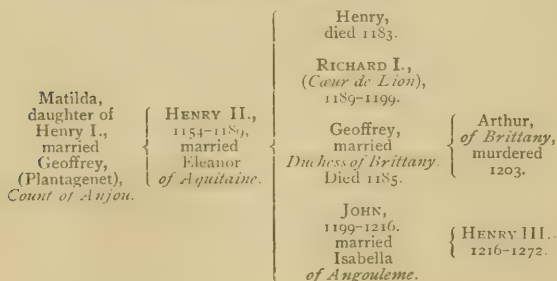 Matilda,
daughter of
Henry I.,
married
Geoffrey,
(Plantagenet),
Count of Anjou.
HENRY II.,
1154–1189,
married
Eleanor
of Aquitaine.
Henry,
died 1183.
RICHARD I.,
(Cœur de Lion),
1189–1199.
Geoffrey,
married
Duchess of Brittany.
Died 1185.
Arthur,
of Brittany,
murdered
1203.
JOHN,
1199–1216.
married
Isabella
of Angouleme.
HENRY III.
1216–1272.